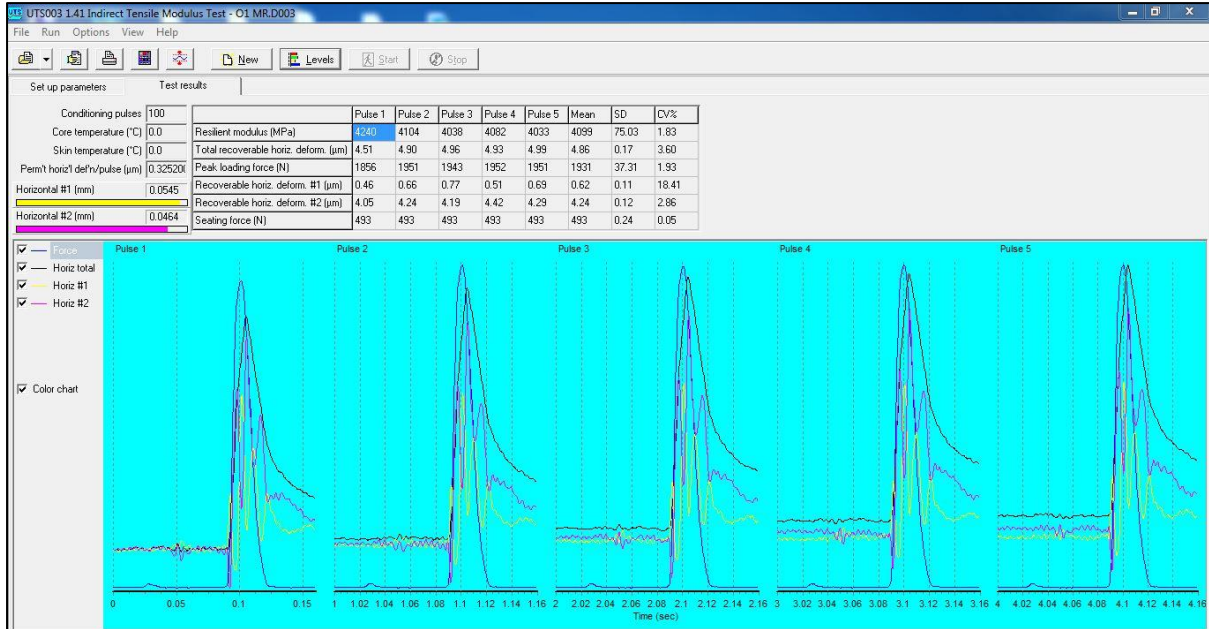 UTS003 1.41 Indirect Tensile Modulus Test - O1 MR.D003
File Run Options View Help
New Levels Start Stop
Set up parameters Test results
Conditioning pulses 100
Core temperature (°C) 0.0
Skin temperature (°C) 0.0
Perm't horiz'l def'n/pulse (µm) 0.32520(
Horizontal #1 (mm) 0.0545
Horizontal #2 (mm) 0.0464
Pulse 1 Pulse 2 Pulse 3 Pulse 4 Pulse 5 Mean SD CV%
Resilient modulus (MPa) 4240 4104 4038 4082 4033 4099 75.03 1.83
Total recoverable horiz. deform. (µm) 4.51 4.90 4.96 4.93 4.99 4.86 0.17 3.60
Peak loading force (N) 1856 1951 1943 1952 1951 1931 37.31 1.93
Recoverable horiz. deform. #1 (µm) 0.46 0.66 0.77 0.51 0.69 0.62 0.11 18.41
Recoverable horiz. deform. #2 (µm) 4.05 4.24 4.19 4.42 4.29 4.24 0.12 2.86
Seating force (N) 493 493 493 493 493 493 0.24 0.05
Force
Horiz total
Horiz #1
Horiz #2
Color chart
Pulse 1 Pulse 2 Pulse 3 Pulse 4 Pulse 5
0 0.05 0.1 0.15 1 1.02 1.04 1.06 1.08 1.1 1.12 1.14 1.16 2 2.02 2.04 2.06 2.08 2.1 2.12 2.14 2.16 3 3.02 3.04 3.06 3.08 3.1 3.12 3.14 3.16 4 4.02 4.04 4.06 4.08 4.1 4.12 4.14 4.16
Time (sec)